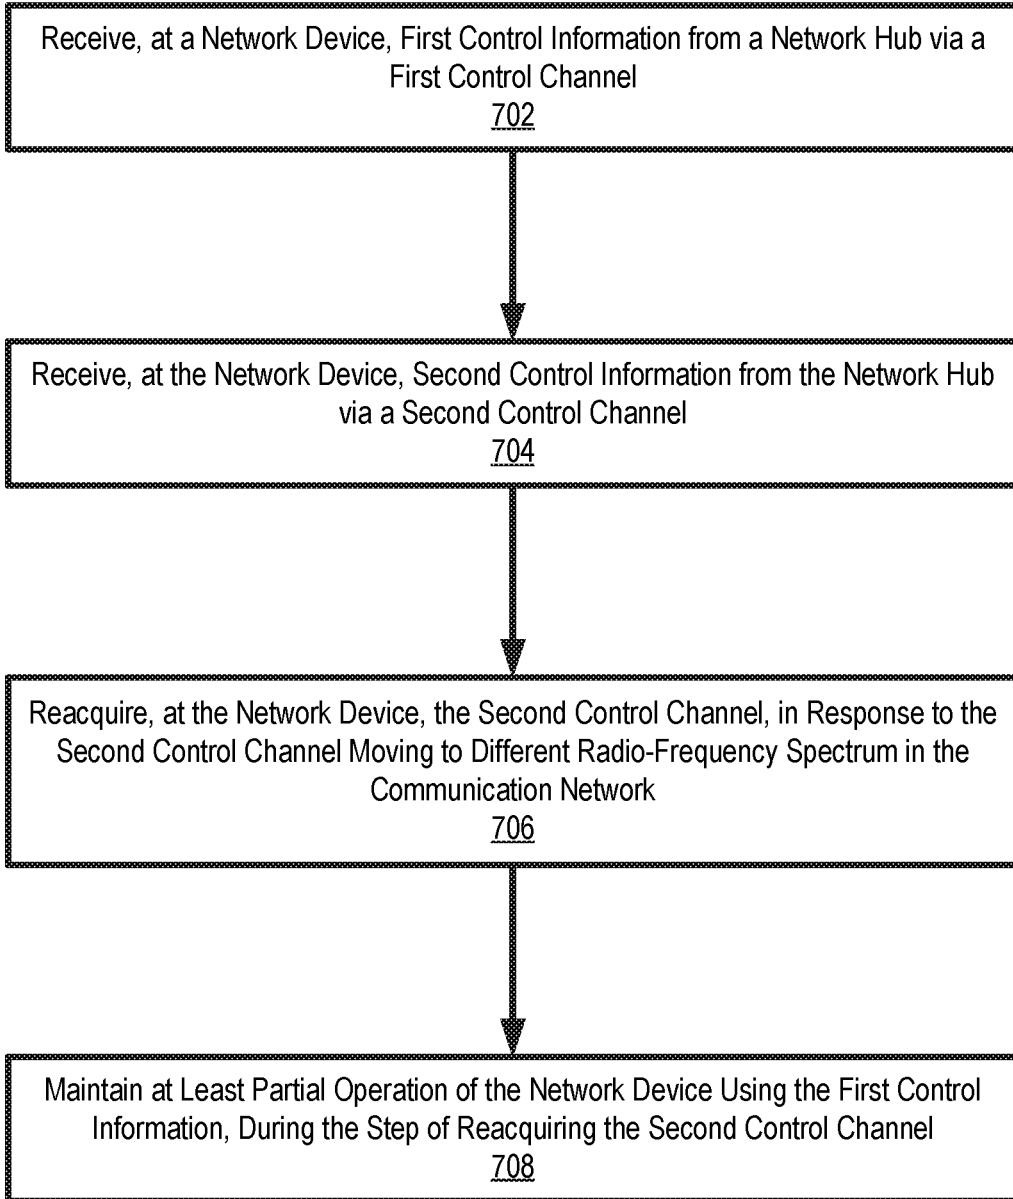 Receive, at a Network Device, First Control Information from a Network Hub via a
First Control Channel
702
Receive, at the Network Device, Second Control Information from the Network Hub
via a Second Control Channel
704
Reacquire, at the Network Device, the Second Control Channel, in Response to the
Second Control Channel Moving to Different Radio-Frequency Spectrum in the
Communication Network
706
Maintain at Least Partial Operation of the Network Device Using the First Control
Information, During the Step of Reacquiring the Second Control Channel
708